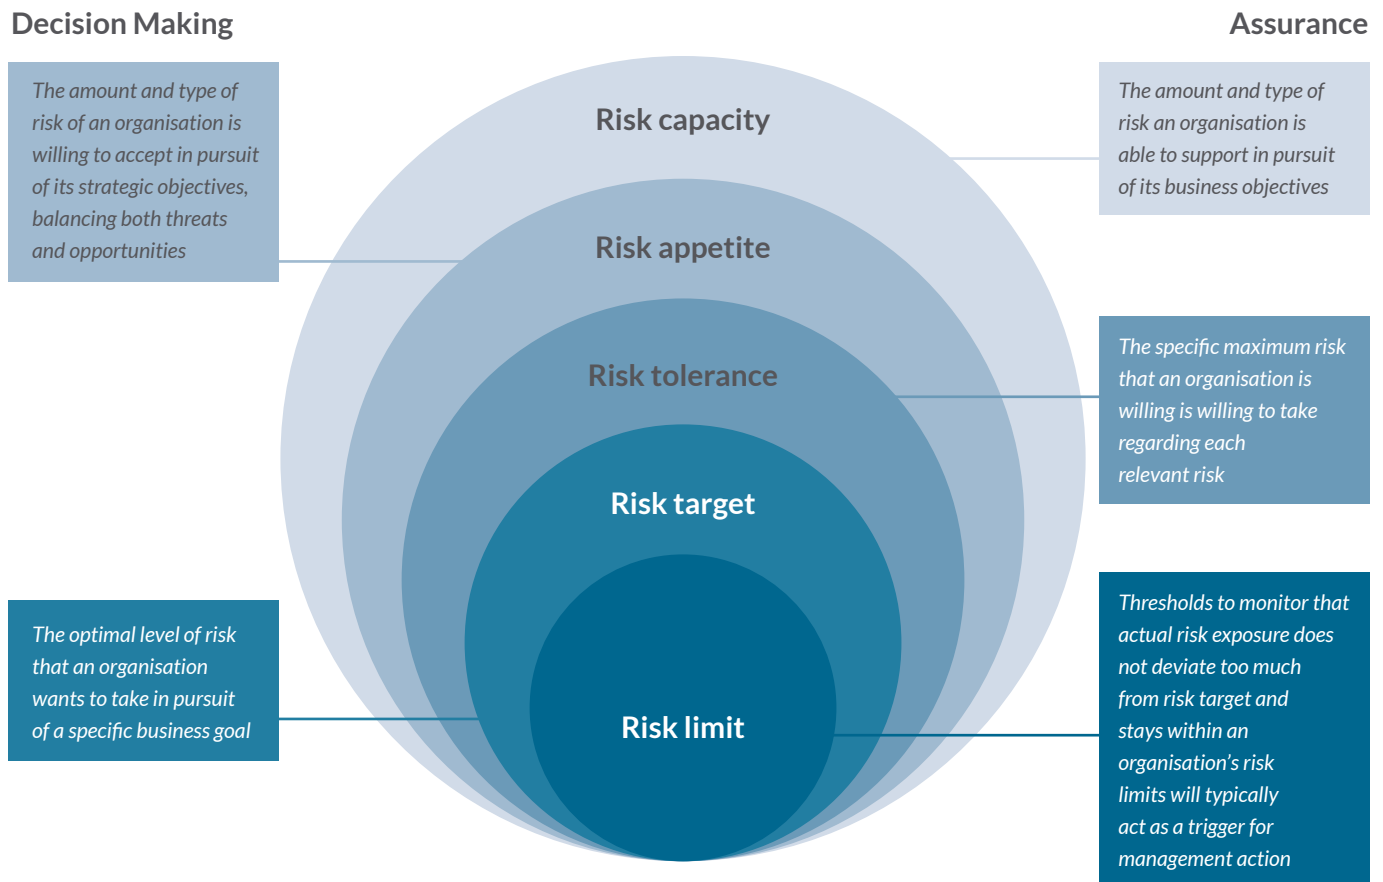 Decision Making
Assurance
The amount and type of
risk of an organisation is
willing to accept in pursuit
of its strategic objectives,
balancing both threats
and opportunities
Risk capacity
The amount and type of
risk an organisation is
able to support in pursuit
of its business objectives
Risk appetite
Risk tolerance
The specific maximum risk
that an organisation is
willing is willing to take
regarding each
relevant risk
Risk target
The optimal level of risk
that an organisation
wants to take in pursuit
of a specific business goal
Risk limit
Thresholds to monitor that
actual risk exposure does
not deviate too much
from risk target and
stays within an
organisation’s risk
limits will typically
act as a trigger for
management action